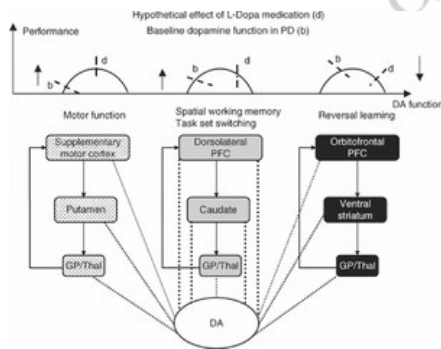 Hypothetical effect of L-Dopa medication (d)
Performance
Baseline dopamine function in PD (b)
b
d
b
d
b
d
DA function
Motor function
Spatial working memory
Task set switching
Reversal learning
Supplementary
motor cortex
Dorsolateral
PFC
Orbitofrontal
PFC
Putamen
Caudate
Ventral
striatum
GP/Thal
GP/Thal
GP/Thal
DA